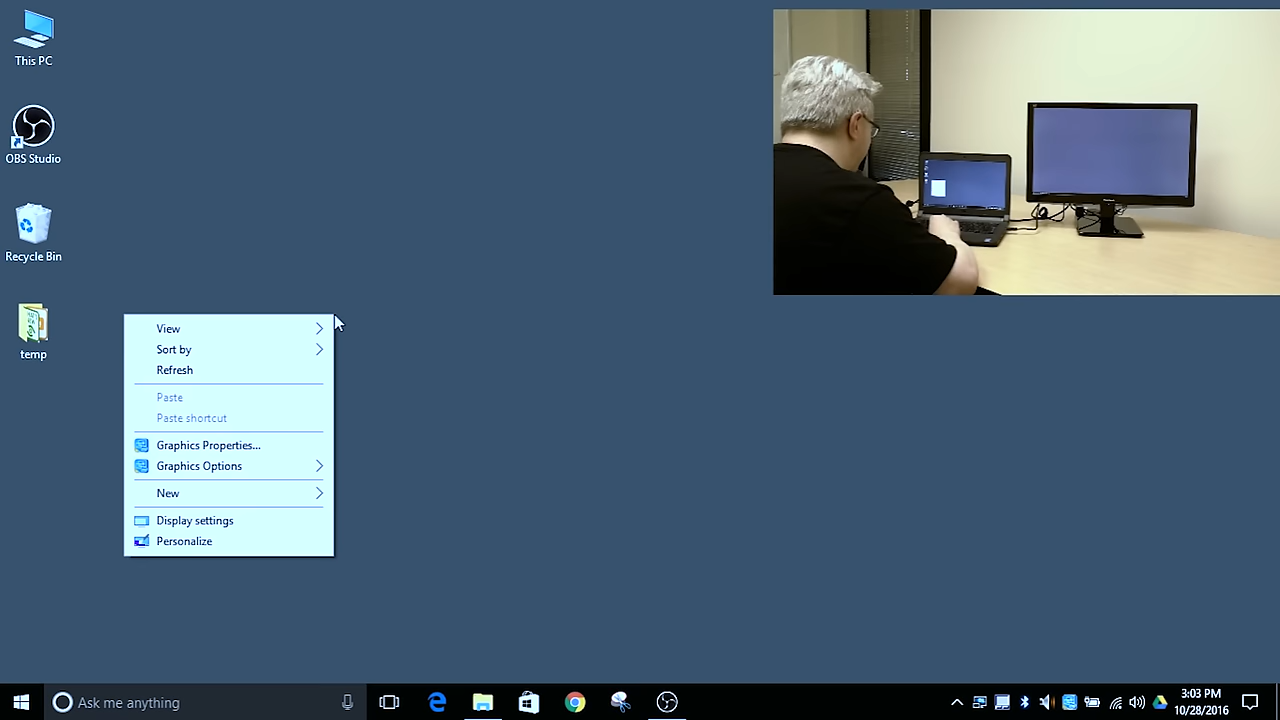 This PC
OBS Studio
Recycle Bin
temp
View
Sort by
Refresh
Paste
Paste shortcut
Graphics Properties...
Graphics Options
New
Display settings
Personalize
Ask me anything
3:03 PM
10/28/2016